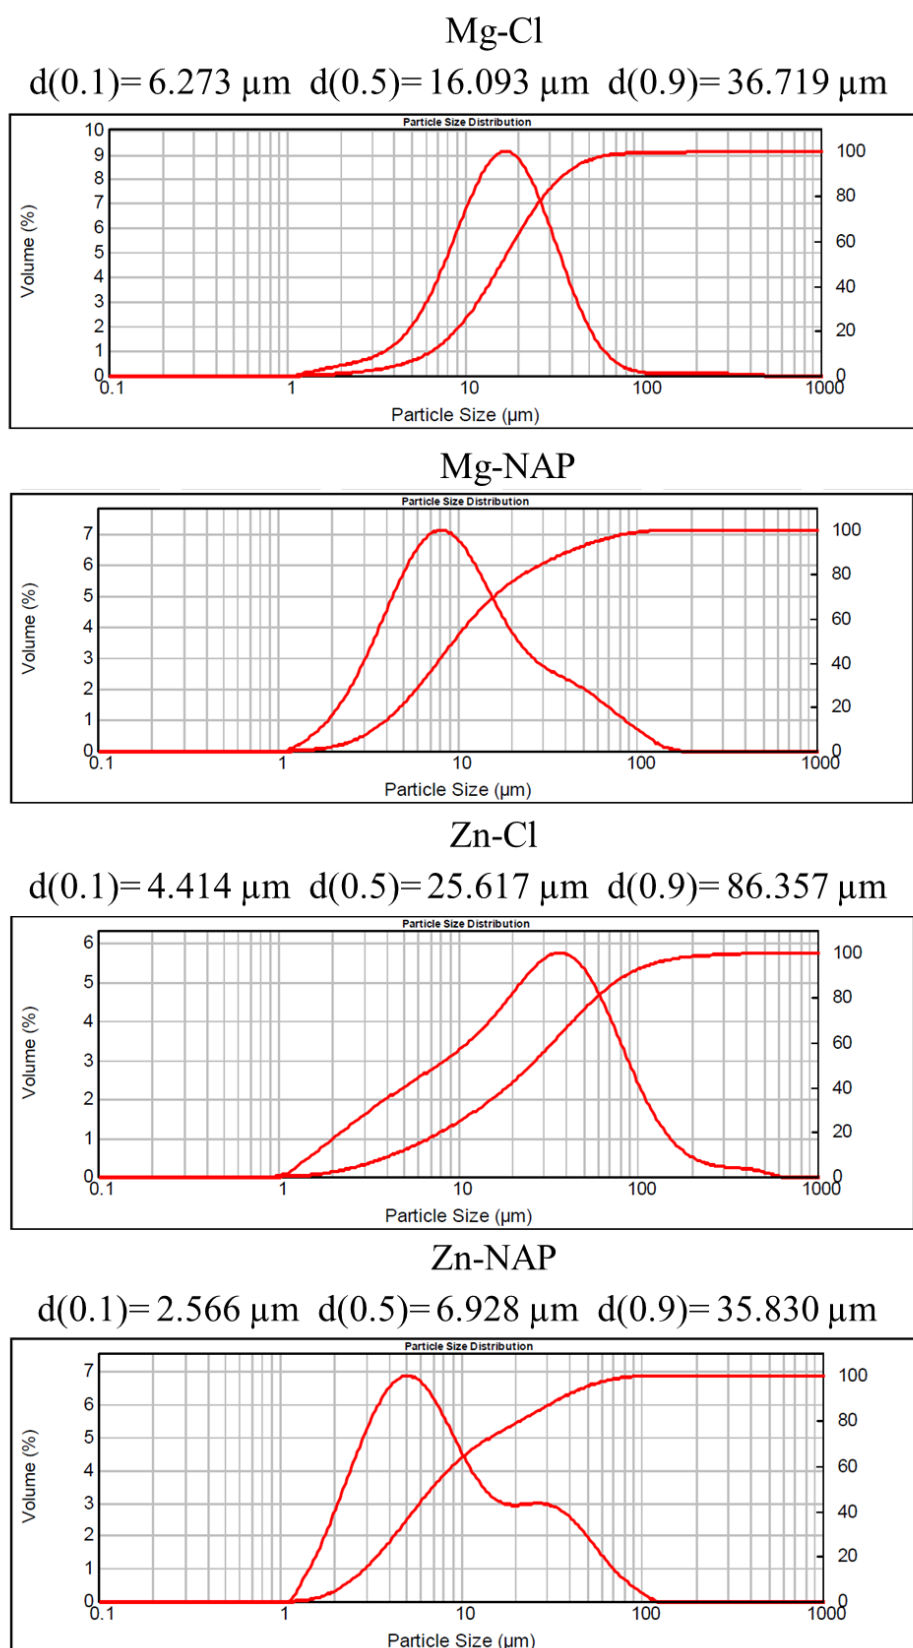 Mg-Cl
d(0.1)= 6.273 µm d(0.5)= 16.093 µm d(0.9)= 36.719 µm
Particle Size Distribution
Volume (%)
10
9
8
7
6
5
4
3
2
1
0
100
80
60
40
20
0
0.1 1 10 100 1000
Particle Size (µm)
Mg-NAP
Particle Size Distribution
Volume (%)
7
6
5
4
3
2
1
0
100
80
60
40
20
0
0.1 1 10 100 1000
Particle Size (µm)
Zn-Cl
d(0.1)= 4.414 µm d(0.5)= 25.617 µm d(0.9)= 86.357 µm
Particle Size Distribution
Volume (%)
6
5
4
3
2
1
0
100
80
60
40
20
0
0.1 1 10 100 1000
Particle Size (µm)
Zn-NAP
d(0.1)= 2.566 µm d(0.5)= 6.928 µm d(0.9)= 35.830 µm
Particle Size Distribution
Volume (%)
7
6
5
4
3
2
1
0
100
80
60
40
20
0
0.1 1 10 100 1000
Particle Size (µm)